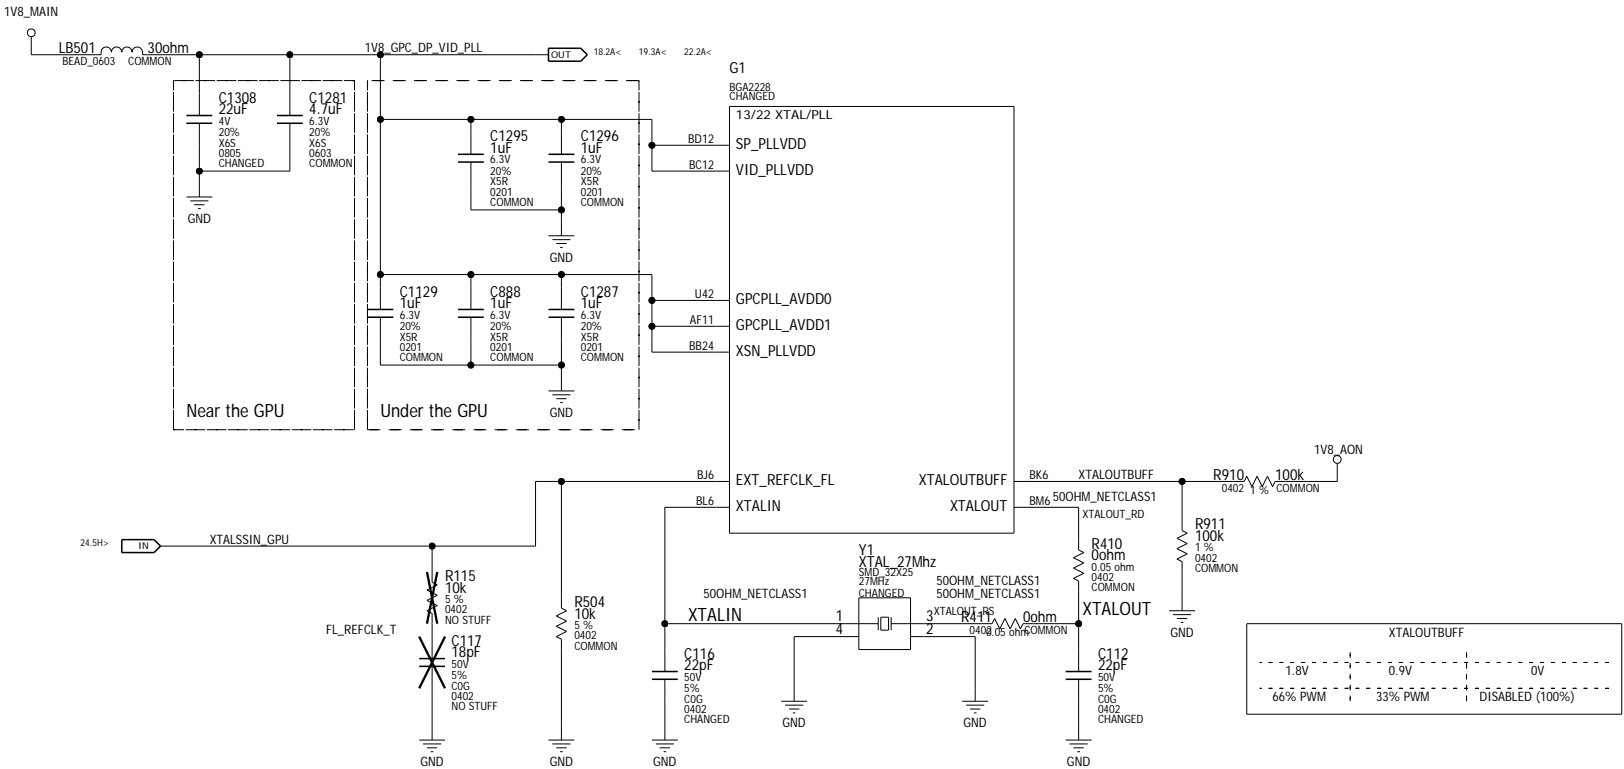 1V8_MAIN
LB501 30ohm
BEAD_0603 COMMON
1V8_GPC_DP_VID_PLL
OUT
18.2A< 19.3A< 22.2A<
C1308
22uF
4V
20%
X6S
0805
CHANGED
C1281
4.7uF
6.3V
20%
X6S
0603
COMMON
GND
C1295
1uF
6.3V
20%
X5R
0201
COMMON
C1296
1uF
6.3V
20%
X5R
0201
COMMON
GND
C1129
1uF
6.3V
20%
X5R
0201
COMMON
C888
1uF
6.3V
20%
X5R
0201
COMMON
C1287
1uF
6.3V
20%
X5R
0201
COMMON
GND
Near the GPU
Under the GPU
G1
BGA2228
CHANGED
13/22 XTAL/PLL
BD12 SP_PLLVDD
BC12 VID_PLLVDD
U42 GPCPLL_AVDD0
AF11 GPCPLL_AVDD1
BB24 XSN_PLLVDD
BJ6 EXT_REFCLK_FL
BL6 XTALIN
XTALOUTBUFF BK6 XTALOUTBUFF
XTALOUT BM6 50OHM_NETCLASS1
XTALOUT_RD
1V8_AON
R910 100k
0402 1 % COMMON
R911
100k
1 %
0402
COMMON
GND
24.5H> IN XTALSSIN_GPU
R115
10k
5 %
0402
NO STUFF
FL_REFCLK_T
C117
18pF
50V
5%
C0G
0402
NO STUFF
GND
R504
10k
5 %
0402
COMMON
GND
50OHM_NETCLASS1
XTALIN
C116
22pF
50V
5%
C0G
0402
CHANGED
GND
Y1
XTAL_27Mhz
SMD_32X25
27MHz
CHANGED
1 3
4 2
GND
GND
50OHM_NETCLASS1
50OHM_NETCLASS1
XTALOUT_RS
R411 0ohm
0402 0.05 ohm COMMON
R410
0ohm
0.05 ohm
0402
COMMON
XTALOUT
C112
22pF
50V
5%
C0G
0402
CHANGED
GND
XTALOUTBUFF
1.8V 0.9V 0V
66% PWM 33% PWM DISABLED (100%)